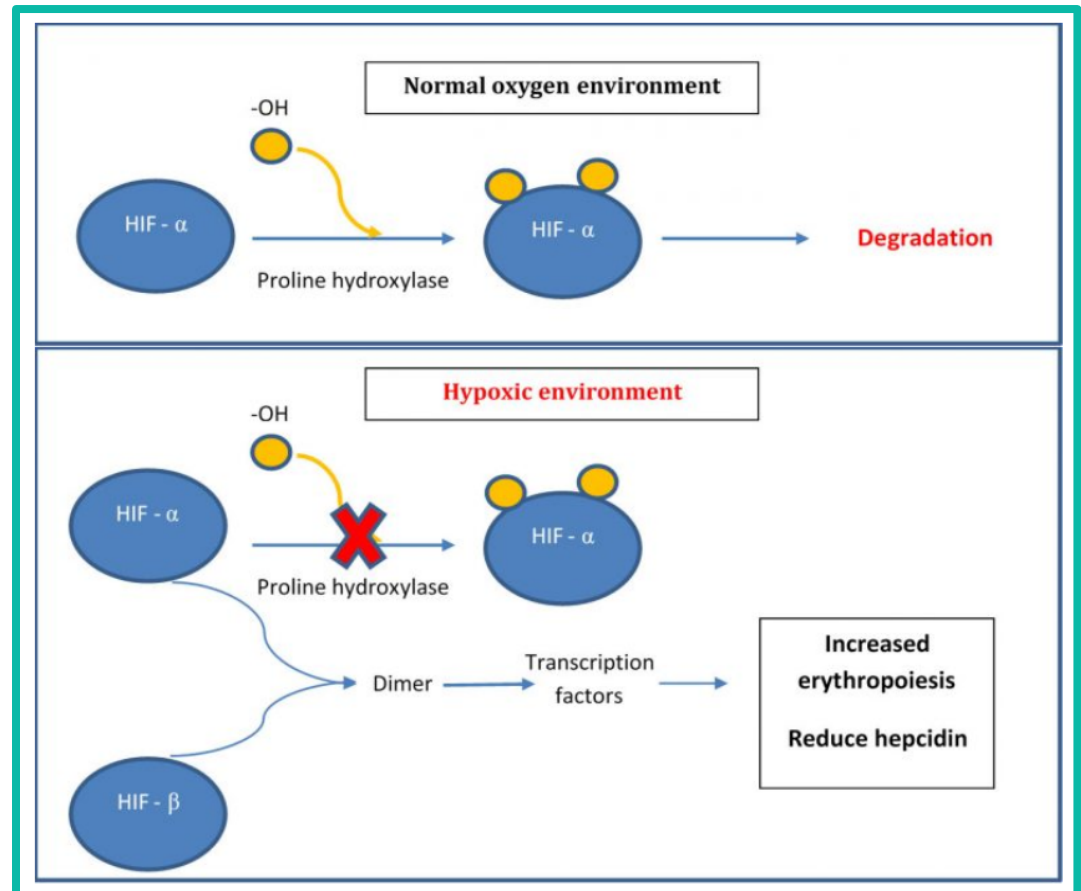 Normal oxygen environment
-OH
HIF - α
HIF - α
Degradation
Proline hydroxylase
Hypoxic environment
-OH
HIF - α
HIF - α
Proline hydroxylase
Dimer
Transcription
factors
Increased
erythropoiesis
Reduce hepcidin
HIF - β